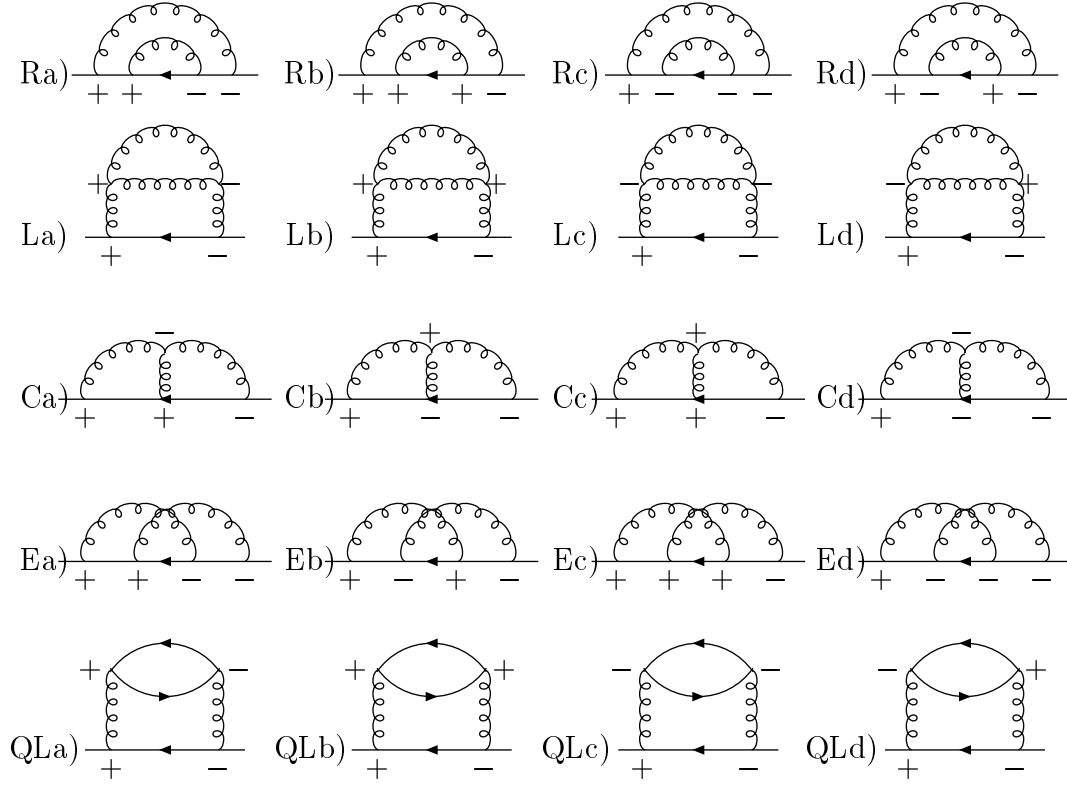 Ra) Rb) Rc) Rd)
+ + − − + + + − + − − − + − + −
+ − + + − − − +
La) Lb) Lc) Ld)
+ − + − + − + −
− + + −
Ca) Cb) Cc) Cd)
+ + − + − − + + − + − −
Ea) Eb) Ec) Ed)
+ + − − + − + − + + + − + − − −
+ − + + − − − +
QLa) QLb) QLc) QLd)
+ − + − + − + −